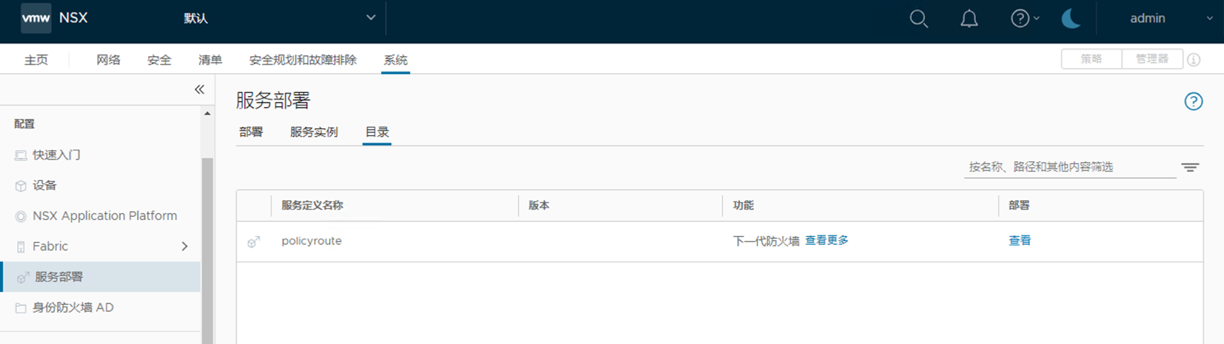 vmw NSX 默认 admin
主页 网络 安全 清单 安全规划和故障排除 系统 策略 管理器
服务部署
配置 部署 服务实例 目录
快速入门 按名称、路径和其他内容筛选
设备
服务定义名称 版本 功能 部署
NSX Application Platform
Fabric policyroute 下一代防火墙 查看更多 查看
服务部署
身份防火墙 AD